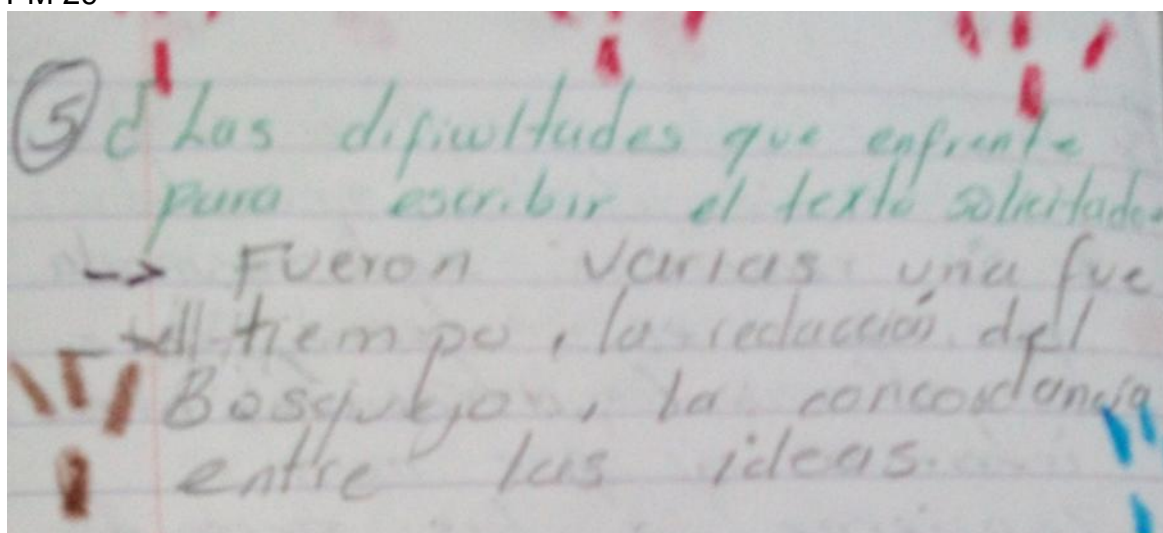 5 d Las dificultades que enfrente
para escribir el texto solicitado.
-> Fueron varias una fue
el tiempo, la redacción del
Bosquejo, la concordancia
entre las ideas.